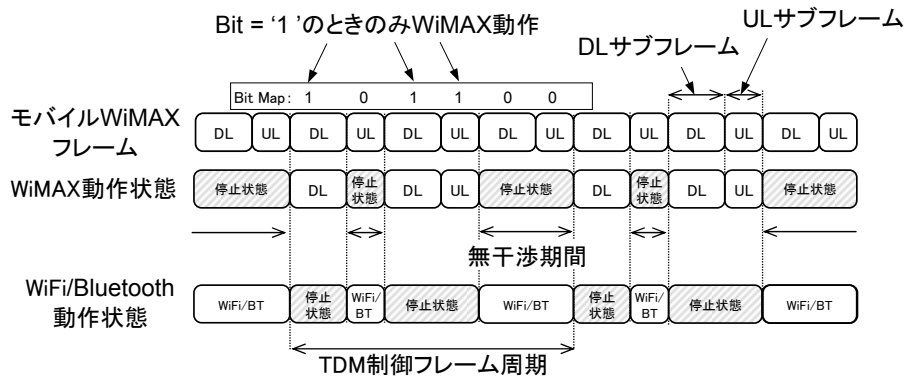 Bit = '1 'のときのみWiMAX動作
ULサブフレーム
DLサブフレーム
Bit Map: 1 0 1 1 0 0
モバイルWiMAX
フレーム
DL UL DL UL DL UL DL UL DL UL DL UL DL UL
WiMAX動作状態
停止状態 DL 停止 DL UL 停止状態 DL 停止 DL UL 停止状態
状態 状態
無干渉期間
WiFi/Bluetooth
動作状態
WiFi/BT 停止 WiFi/ 停止状態 WiFi/BT 停止 WiFi/ 停止状態 WiFi/BT
状態 BT 状態 BT
TDM制御フレーム周期